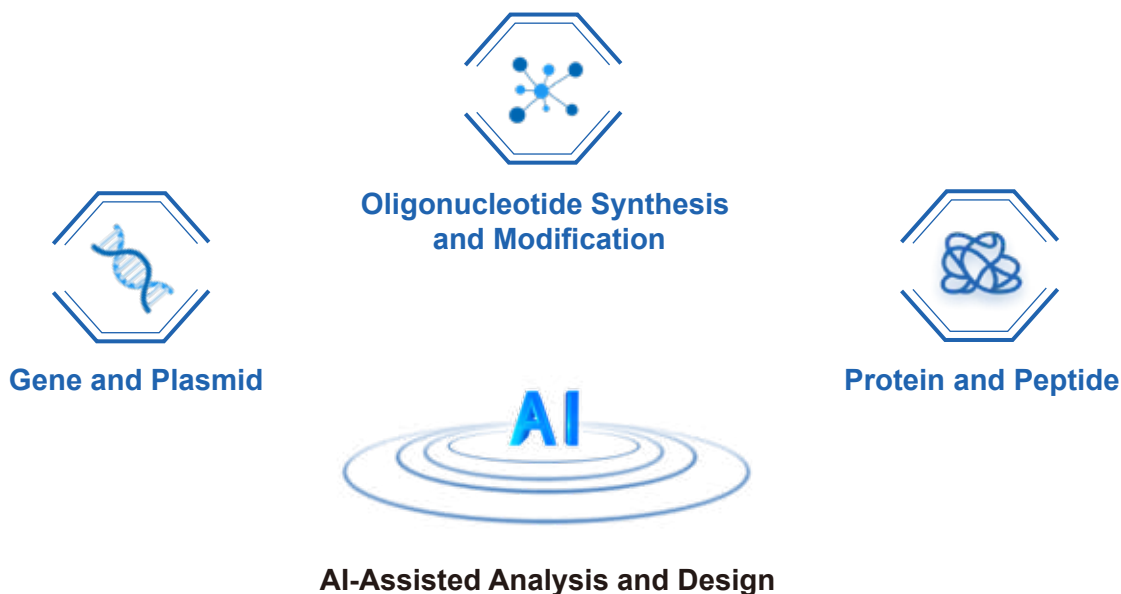 Oligonucleotide Synthesis
and Modification
Gene and Plasmid
Protein and Peptide
AI
AI-Assisted Analysis and Design